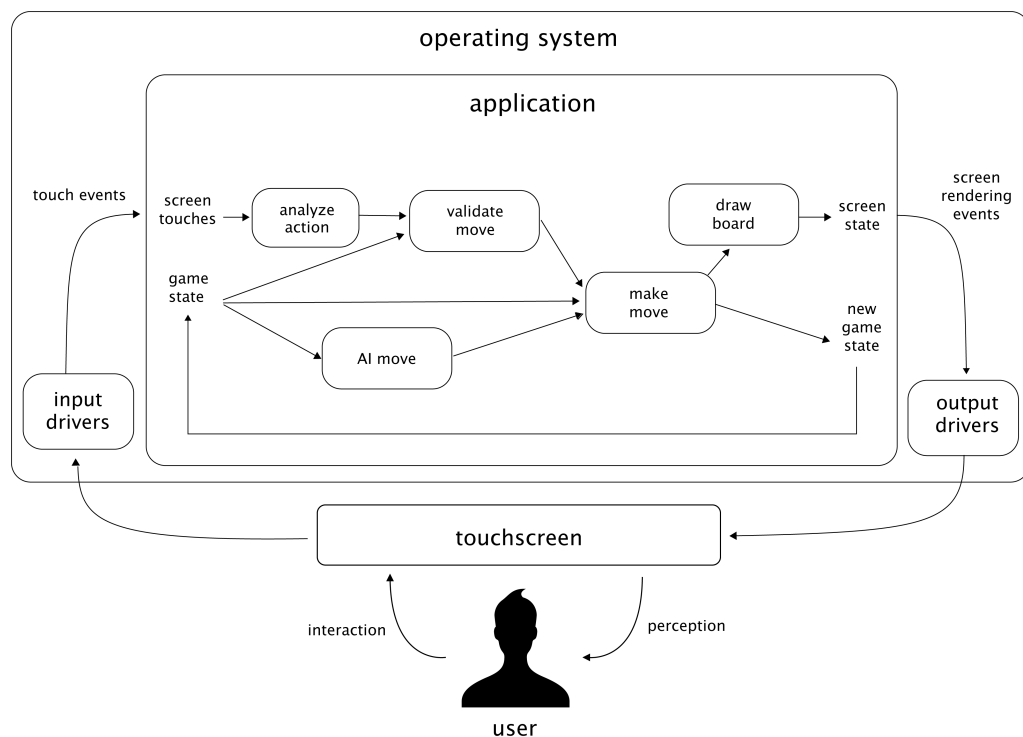 operating system
application
touch events
screen
touches
analyze
action
validate
move
draw
board
screen
state
screen
rendering
events
game
state
make
move
new
game
state
AI move
input
drivers
output
drivers
touchscreen
interaction
perception
user